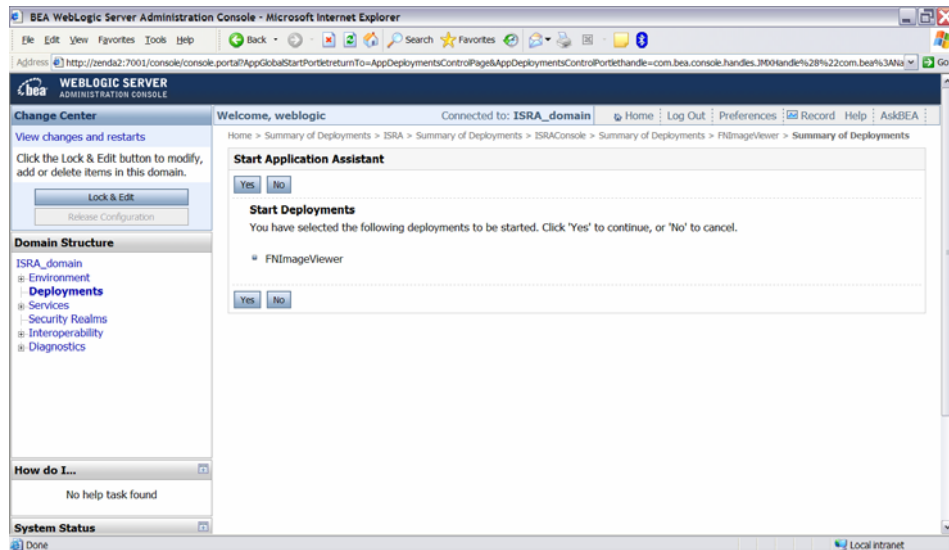 BEA WebLogic Server Administration Console - Microsoft Internet Explorer
File Edit View Favorites Tools Help
Back Search Favorites
Address http://zenda2:7001/console/console.portal?AppGlobalStartPortletreturnTo=AppDeploymentsControlPage&AppDeploymentsControlPortlethandle=com.bea.console.handles.JMXHandle%28%22com.bea%3ANa Go
bea WEBLOGIC SERVER
ADMINISTRATION CONSOLE
Change Center
View changes and restarts
Click the Lock & Edit button to modify,
add or delete items in this domain.
Lock & Edit
Release Configuration
Domain Structure
ISRA_domain
Environment
Deployments
Services
Security Realms
Interoperability
Diagnostics
How do I...
No help task found
System Status
Welcome, weblogic Connected to: ISRA_domain Home Log Out Preferences Record Help AskBEA
Home > Summary of Deployments > ISRA > Summary of Deployments > ISRAConsole > Summary of Deployments > FNImageViewer > Summary of Deployments
Start Application Assistant
Yes No
Start Deployments
You have selected the following deployments to be started. Click 'Yes' to continue, or 'No' to cancel.
FNImageViewer
Yes No
Done Local intranet